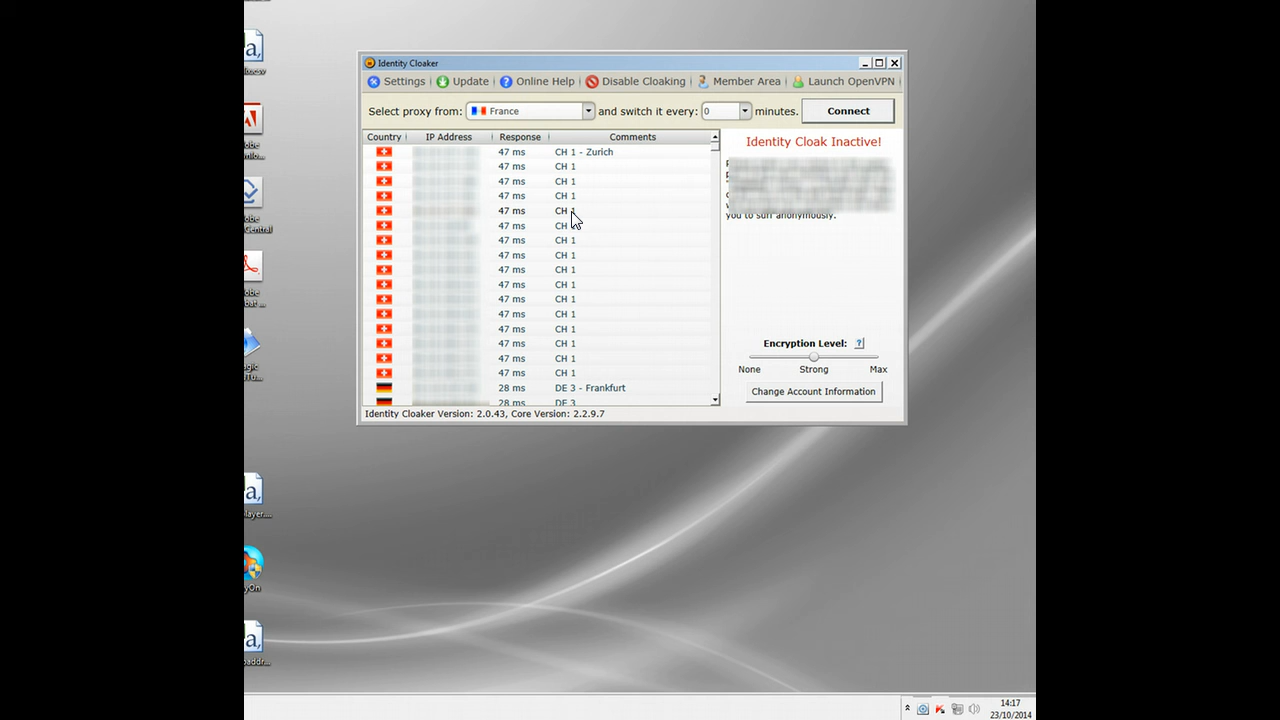 Identity Cloaker
Settings Update Online Help Disable Cloaking Member Area Launch OpenVPN
Select proxy from: France and switch it every: 0 minutes. Connect
Country IP Address Response Comments
47 ms CH 1 - Zurich
47 ms CH 1
47 ms CH 1
47 ms CH 1
47 ms CH
47 ms CH
47 ms CH 1
47 ms CH 1
47 ms CH 1
47 ms CH 1
47 ms CH 1
47 ms CH 1
47 ms CH 1
47 ms CH 1
47 ms CH 1
47 ms CH 1
28 ms DE 3 - Frankfurt
28 ms DE 3
Identity Cloak Inactive!
you to surf anonymously.
Encryption Level: ?
None Strong Max
Change Account Information
Identity Cloaker Version: 2.0.43, Core Version: 2.2.9.7
Central
14:17
23/10/2014